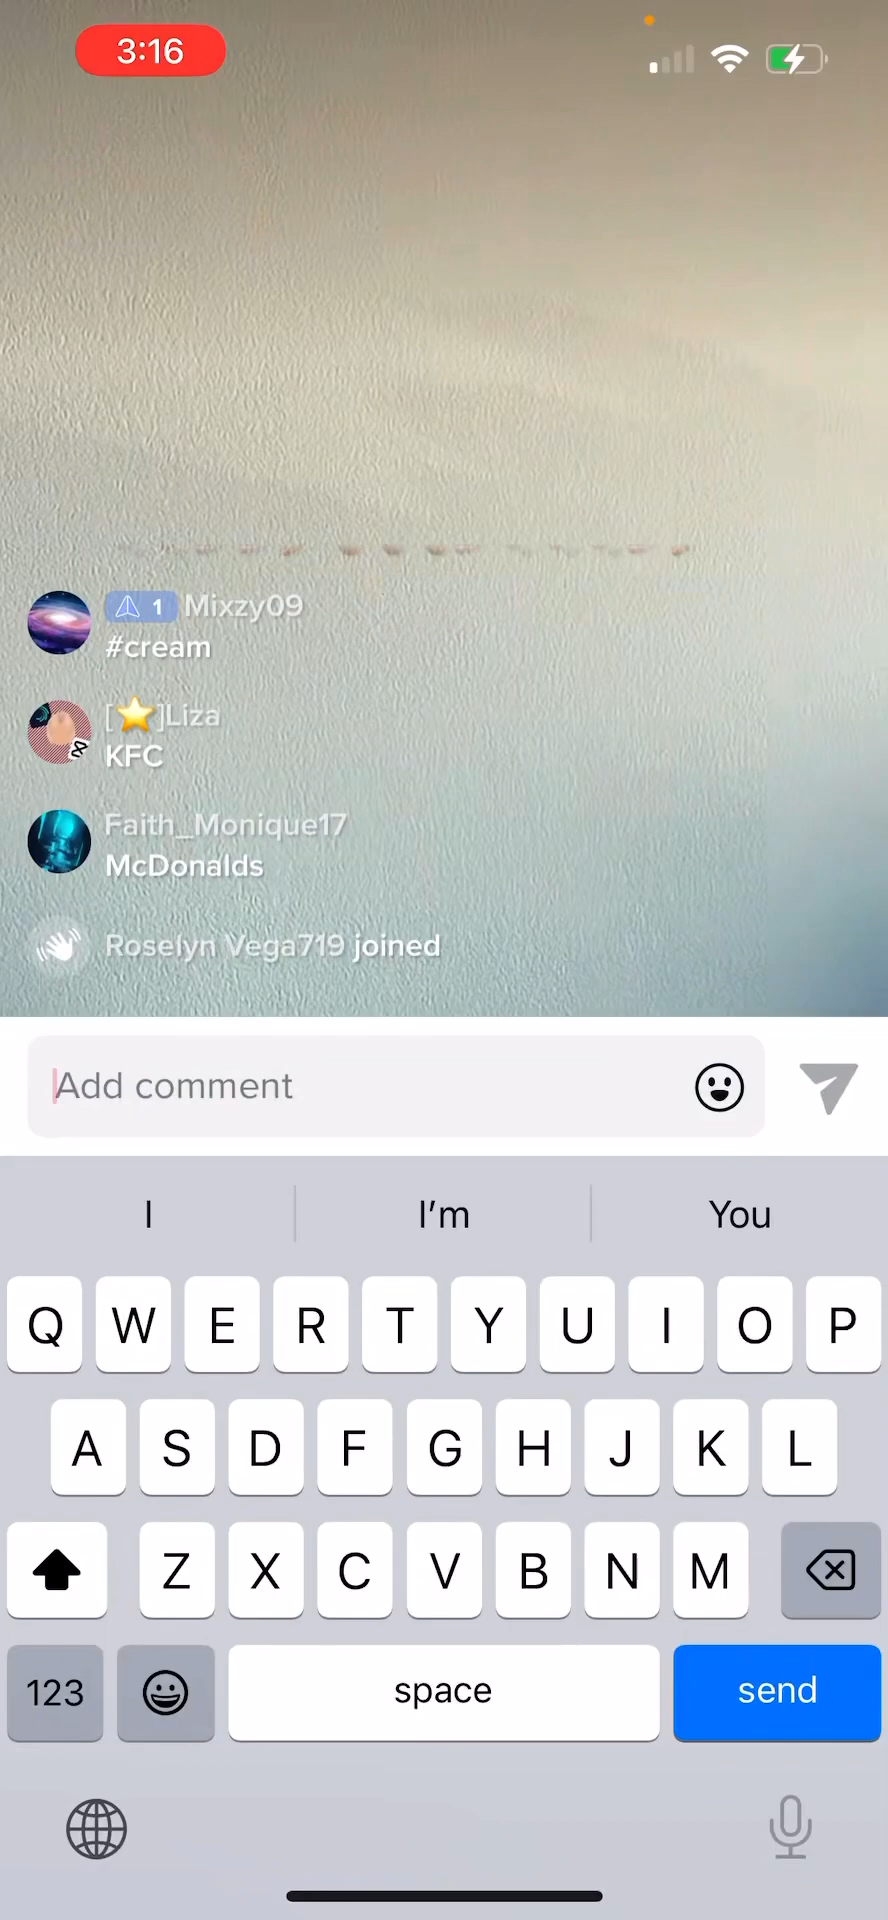 3:16
1 Mixzy09
#cream
[⭐]Liza
KFC
Faith_Monique17
McDonalds
Roselyn Vega719 joined
Add comment
I I’m You
Q W E R T Y U I O P
A S D F G H J K L
Z X C V B N M
123 space send